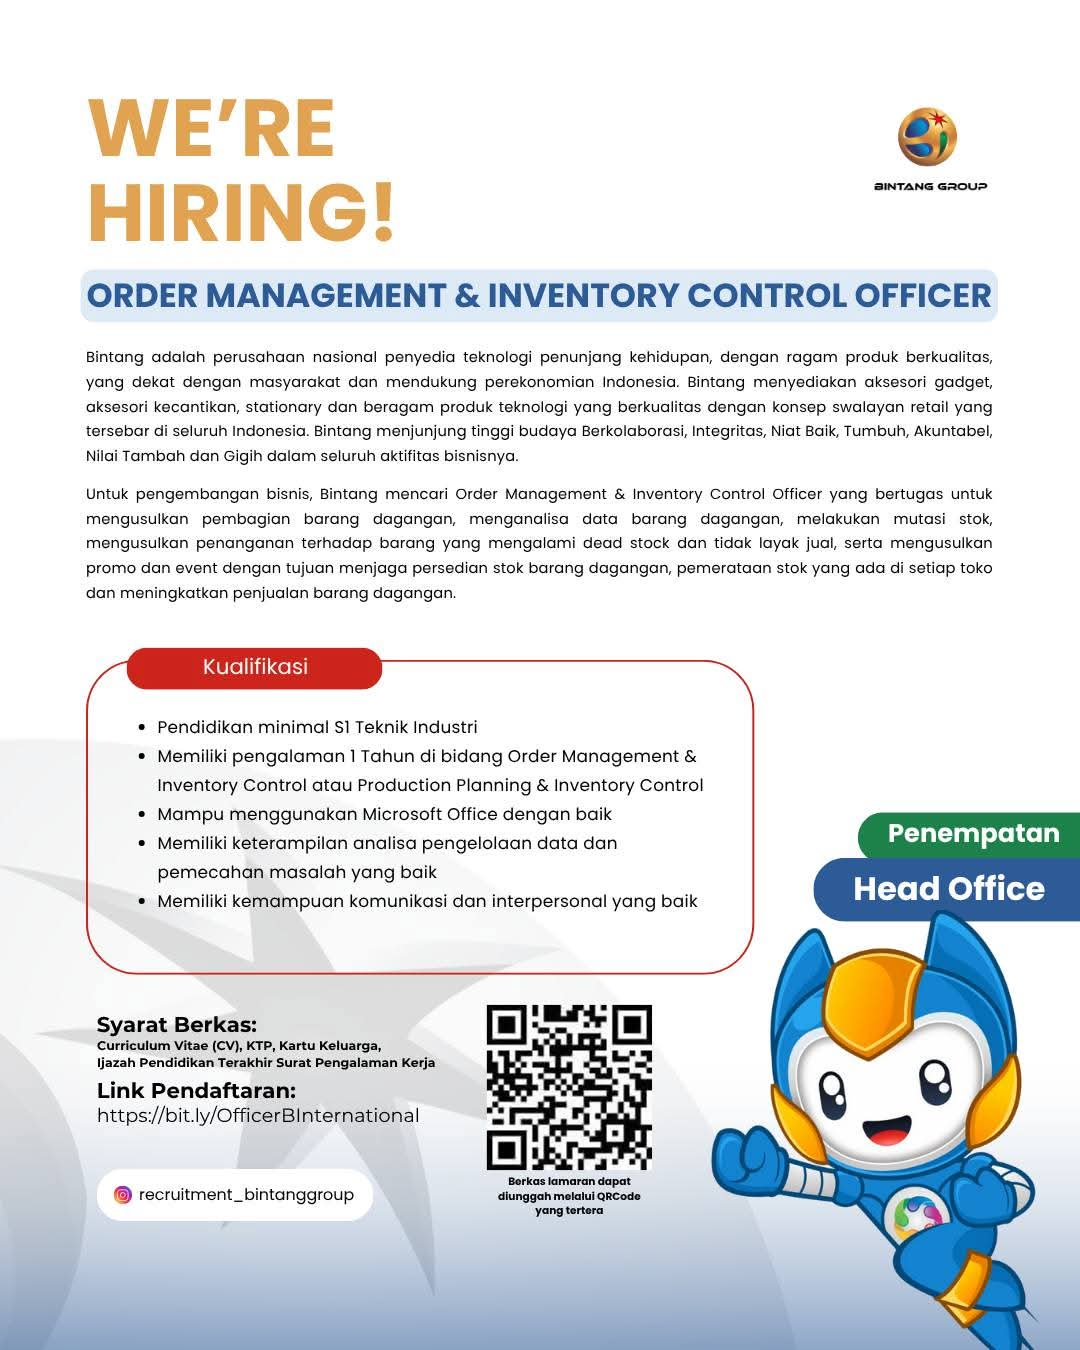 WE'RE
HIRING!
BINTANG GROUP
ORDER MANAGEMENT & INVENTORY CONTROL OFFICER
Bintang adalah perusahaan nasional penyedia teknologi penunjang kehidupan, dengan ragam produk berkualitas,
yang dekat dengan masyarakat dan mendukung perekonomian Indonesia. Bintang menyediakan aksesori gadget,
aksesori kecantikan, stationary dan beragam produk teknologi yang berkualitas dengan konsep swalayan retail yang
tersebar di seluruh Indonesia. Bintang menjunjung tinggi budaya Berkolaborasi, Integritas, Niat Baik, Tumbuh, Akuntabel,
Nilai Tambah dan Gigih dalam seluruh aktifitas bisnisnya.
Untuk pengembangan bisnis, Bintang mencari Order Management & Inventory Control Officer yang bertugas untuk
mengusulkan pembagian barang dagangan, menganalisa data barang dagangan, melakukan mutasi stok,
mengusulkan penanganan terhadap barang yang mengalami dead stock dan tidak layak jual, serta mengusulkan
promo dan event dengan tujuan menjaga persedian stok barang dagangan, pemerataan stok yang ada di setiap toko
dan meningkatkan penjualan barang dagangan.
Kualifikasi
• Pendidikan minimal S1 Teknik Industri
• Memiliki pengalaman 1 Tahun di bidang Order Management &
Inventory Control atau Production Planning & Inventory Control
• Mampu menggunakan Microsoft Office dengan baik
• Memiliki keterampilan analisa pengelolaan data dan
pemecahan masalah yang baik
• Memiliki kemampuan komunikasi dan interpersonal yang baik
Penempatan
Head Office
Syarat Berkas:
Curriculum Vitae (CV), KTP, Kartu Keluarga,
Ijazah Pendidikan Terakhir Surat Pengalaman Kerja
Link Pendaftaran:
https://bit.ly/OfficerBInternational
recruitment_bintanggroup
Berkas lamaran dapat
diunggah melalui QRCode
yang tertera